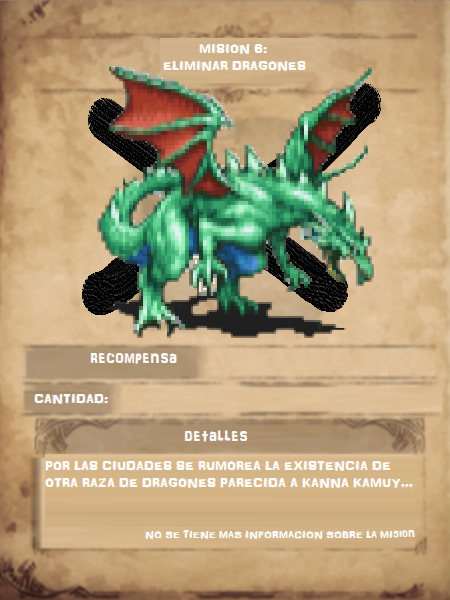 MISION 6:
ELIMINAR DRAGONES
RECOMPENSA
CANTIDAD:
DETALLES
POR LAS CIUDADES SE RUMOREA LA EXISTENCIA DE
OTRA RAZA DE DRAGONES PARECIDA A KANNA KAMUY...
NO SE TIENE MAS INFORMACION SOBRE LA MISION